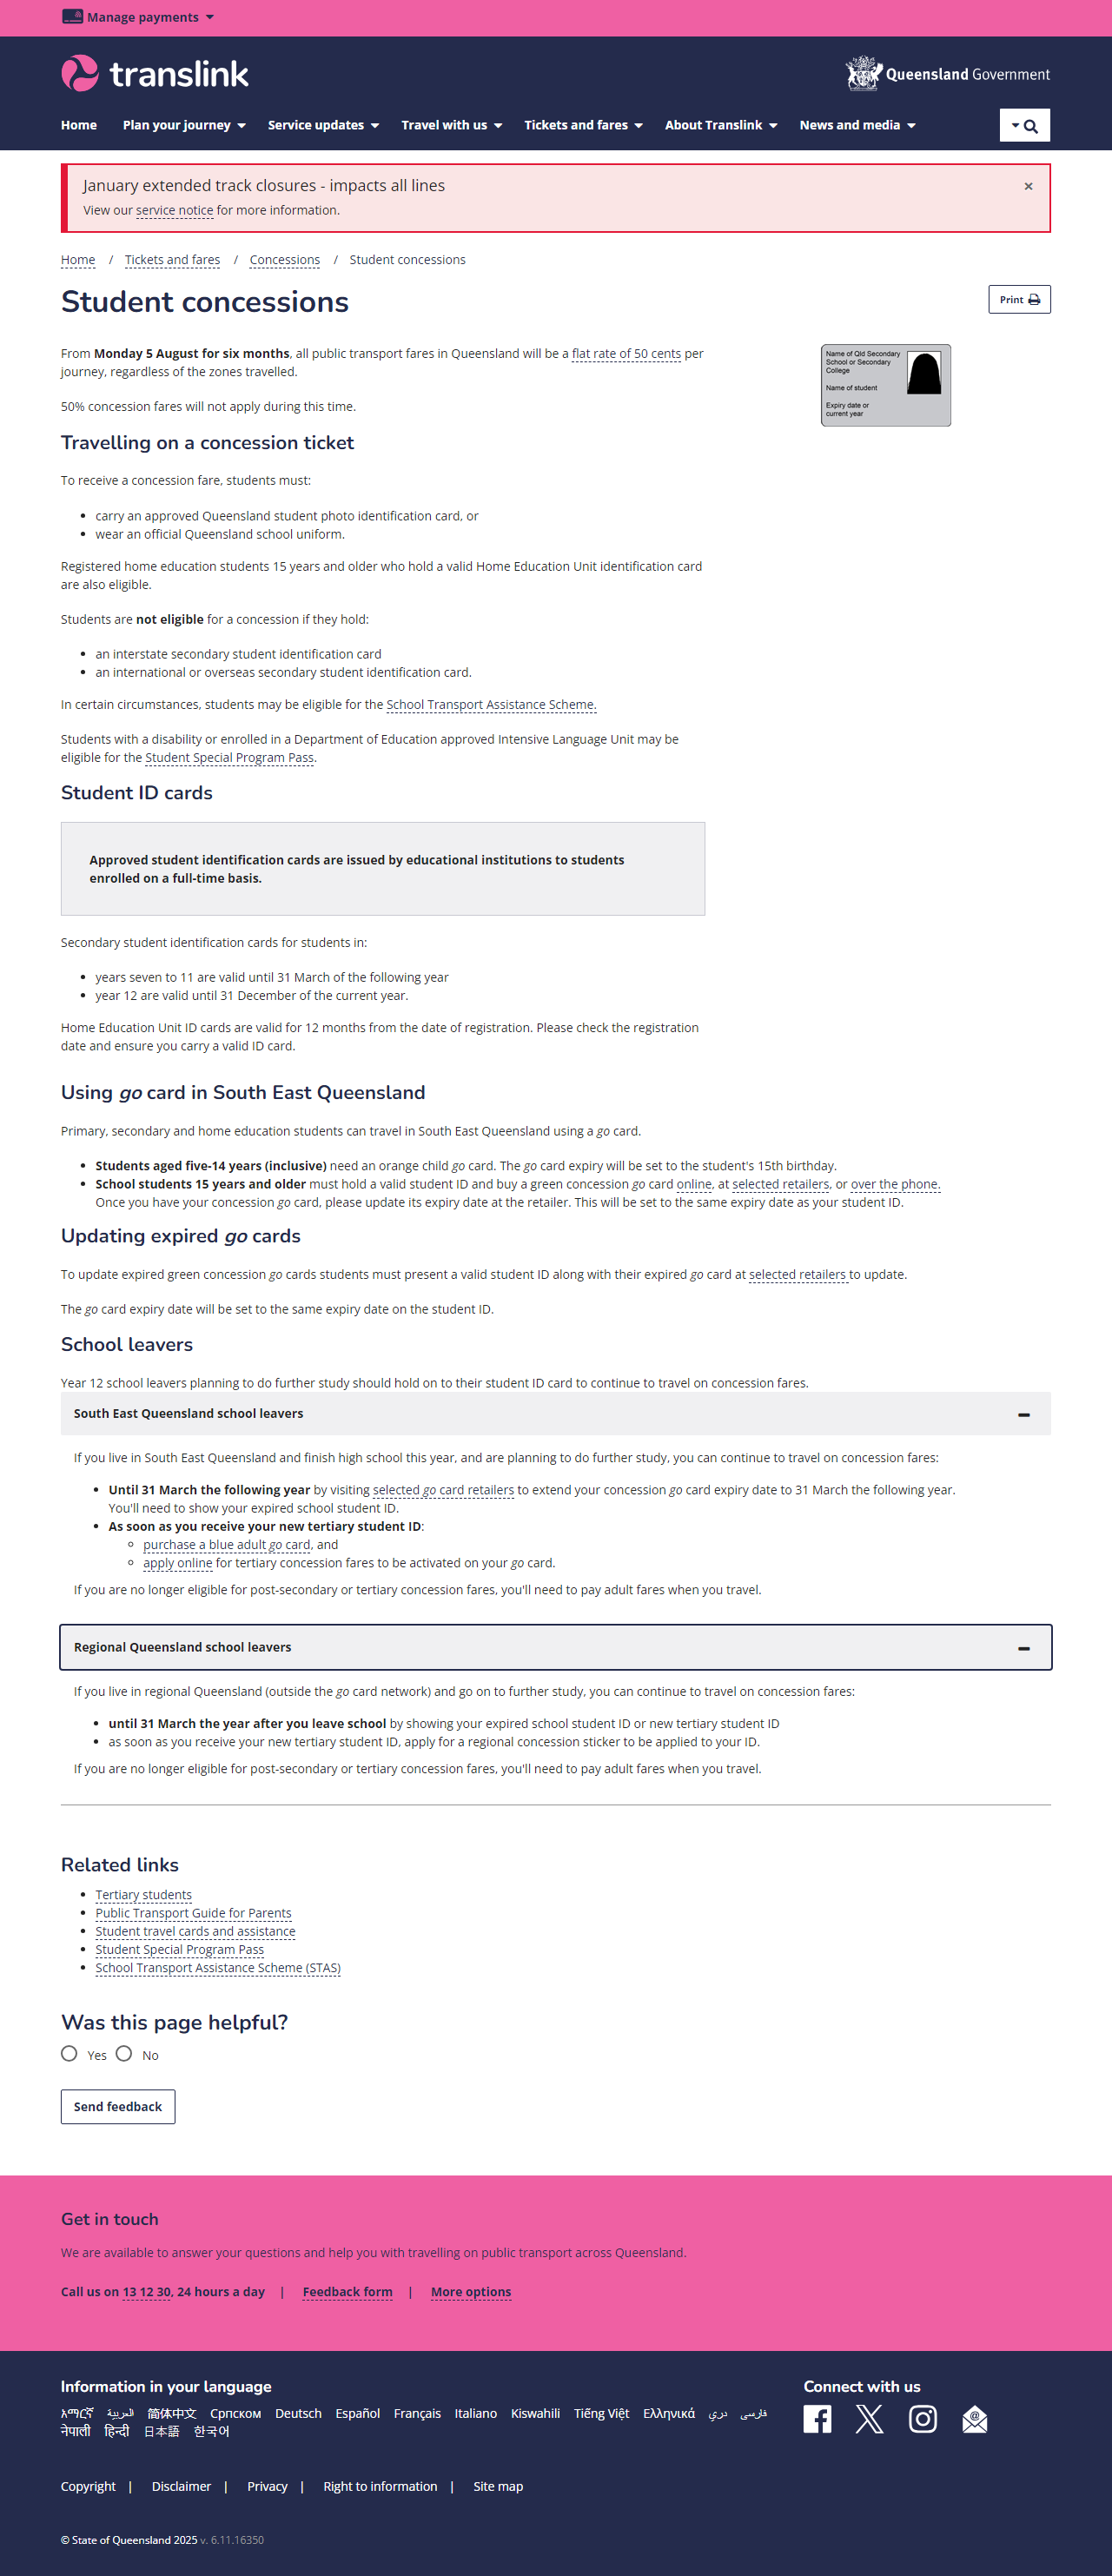 Manage payments
translink
Queensland Government
Home Plan your journey Service updates Travel with us Tickets and fares About Translink News and media
January extended track closures - impacts all lines ×
View our service notice for more information.
Home / Tickets and fares / Concessions / Student concessions
Student concessions
Print
From Monday 5 August for six months, all public transport fares in Queensland will be a flat rate of 50 cents per
journey, regardless of the zones travelled.
50% concession fares will not apply during this time.
Name of Qld Secondary
School or Secondary
College
Name of student
Expiry date or
current year
Travelling on a concession ticket
To receive a concession fare, students must:
• carry an approved Queensland student photo identification card, or
• wear an official Queensland school uniform.
Registered home education students 15 years and older who hold a valid Home Education Unit identification card
are also eligible.
Students are not eligible for a concession if they hold:
• an interstate secondary student identification card
• an international or overseas secondary student identification card.
In certain circumstances, students may be eligible for the School Transport Assistance Scheme.
Students with a disability or enrolled in a Department of Education approved Intensive Language Unit may be
eligible for the Student Special Program Pass.
Student ID cards
Approved student identification cards are issued by educational institutions to students
enrolled on a full-time basis.
Secondary student identification cards for students in:
• years seven to 11 are valid until 31 March of the following year
• year 12 are valid until 31 December of the current year.
Home Education Unit ID cards are valid for 12 months from the date of registration. Please check the registration
date and ensure you carry a valid ID card.
Using go card in South East Queensland
Primary, secondary and home education students can travel in South East Queensland using a go card.
• Students aged five-14 years (inclusive) need an orange child go card. The go card expiry will be set to the student's 15th birthday.
• School students 15 years and older must hold a valid student ID and buy a green concession go card online, at selected retailers, or over the phone.
Once you have your concession go card, please update its expiry date at the retailer. This will be set to the same expiry date as your student ID.
Updating expired go cards
To update expired green concession go cards students must present a valid student ID along with their expired go card at selected retailers to update.
The go card expiry date will be set to the same expiry date on the student ID.
School leavers
Year 12 school leavers planning to do further study should hold on to their student ID card to continue to travel on concession fares.
South East Queensland school leavers
If you live in South East Queensland and finish high school this year, and are planning to do further study, you can continue to travel on concession fares:
• Until 31 March the following year by visiting selected go card retailers to extend your concession go card expiry date to 31 March the following year.
You'll need to show your expired school student ID.
• As soon as you receive your new tertiary student ID:
◦ purchase a blue adult go card, and
◦ apply online for tertiary concession fares to be activated on your go card.
If you are no longer eligible for post-secondary or tertiary concession fares, you'll need to pay adult fares when you travel.
Regional Queensland school leavers
If you live in regional Queensland (outside the go card network) and go on to further study, you can continue to travel on concession fares:
• until 31 March the year after you leave school by showing your expired school student ID or new tertiary student ID
• as soon as you receive your new tertiary student ID, apply for a regional concession sticker to be applied to your ID.
If you are no longer eligible for post-secondary or tertiary concession fares, you'll need to pay adult fares when you travel.
Related links
• Tertiary students
• Public Transport Guide for Parents
• Student travel cards and assistance
• Student Special Program Pass
• School Transport Assistance Scheme (STAS)
Was this page helpful?
Yes No
Send feedback
Get in touch
We are available to answer your questions and help you with travelling on public transport across Queensland.
Call us on 13 12 30, 24 hours a day | Feedback form | More options
Information in your language
አማርኛ العربية 简体中文 Српском Deutsch Español Français Italiano Kiswahili Tiếng Việt Ελληνικά دری فارسی
नेपाली हिन्दी 日本語 한국어
Connect with us
Copyright | Disclaimer | Privacy | Right to information | Site map
© State of Queensland 2025 v. 6.11.16350